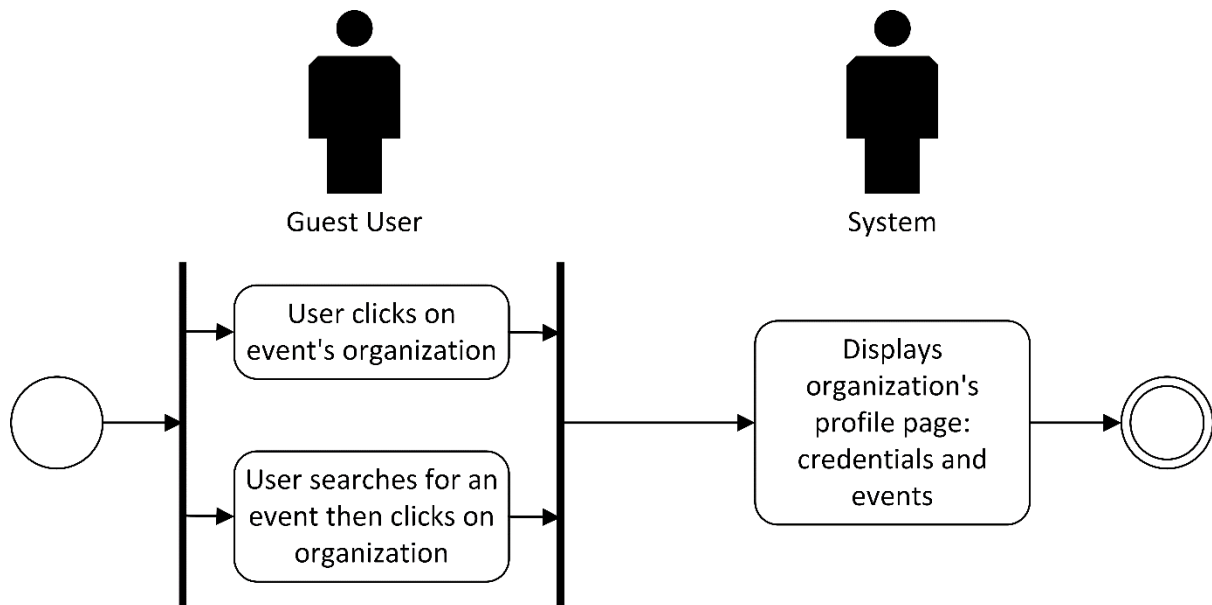 Guest User
System
User clicks on
event's organization
User searches for an
event then clicks on
organization
Displays
organization's
profile page:
credentials and
events